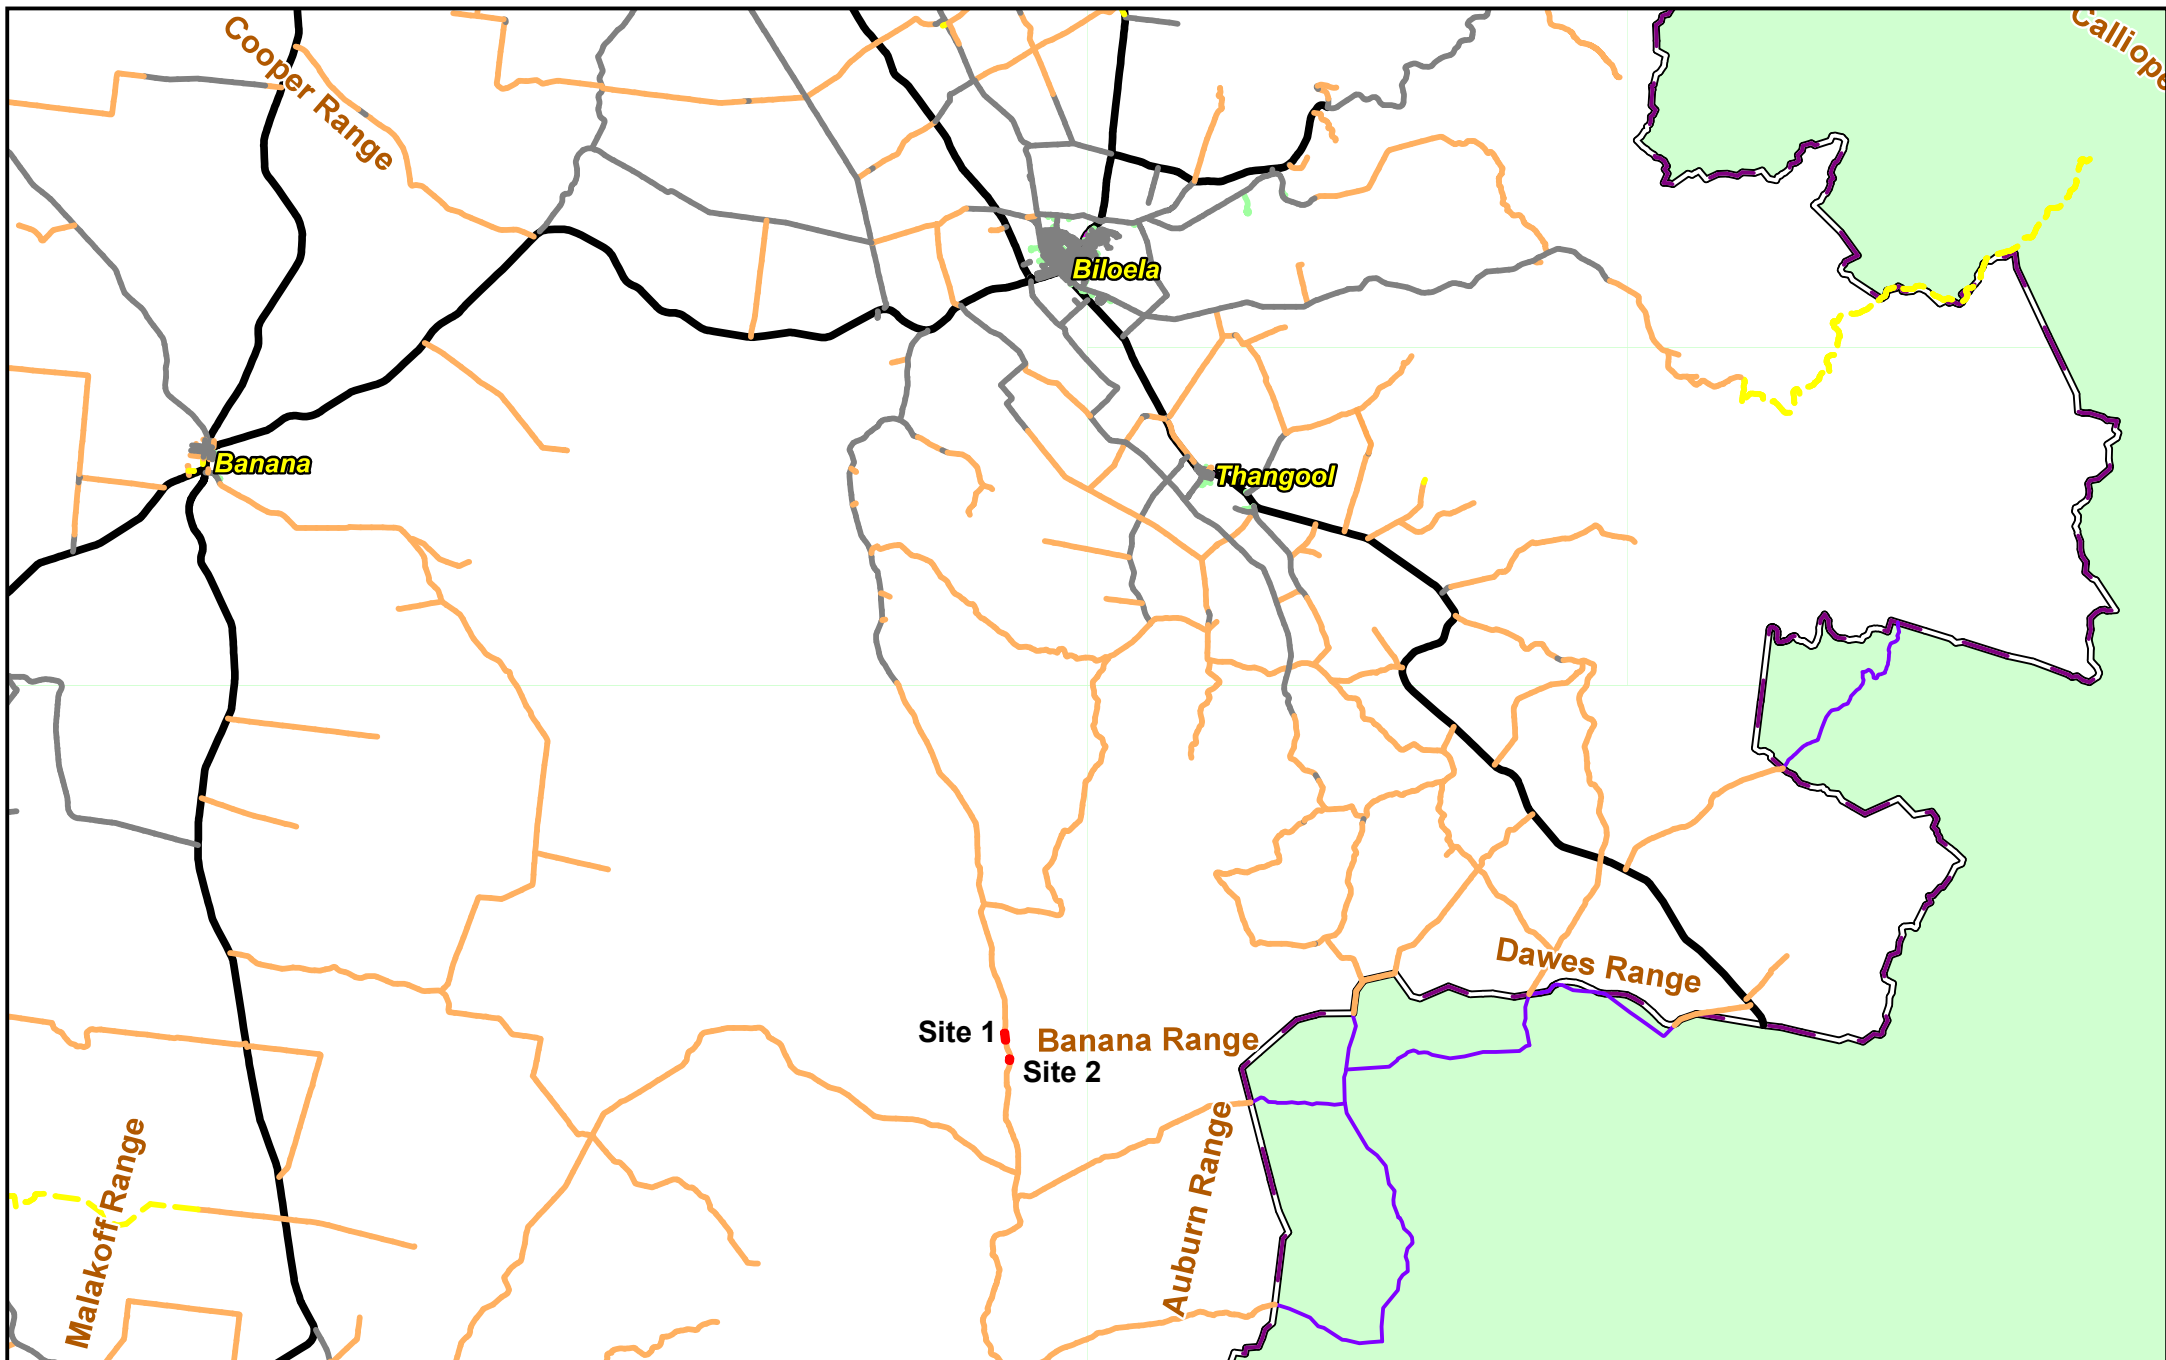 Calliope
Cooper Range
Biloela
Banana
Thangool
Dawes Range
Site 1
Banana Range
Site 2
Auburn Range
Malakoff Range